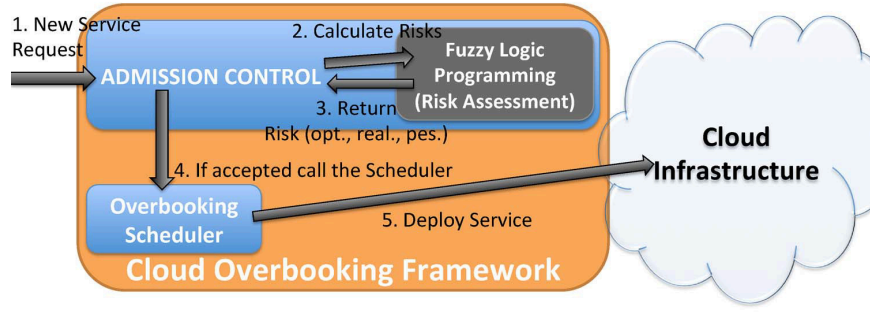 1. New Service
Request
2. Calculate Risks
ADMISSION CONTROL
Fuzzy Logic
Programming
(Risk Assessment)
3. Return
Risk (opt., real., pes.)
4. If accepted call the Scheduler
Overbooking
Scheduler
5. Deploy Service
Cloud
Infrastructure
Cloud Overbooking Framework